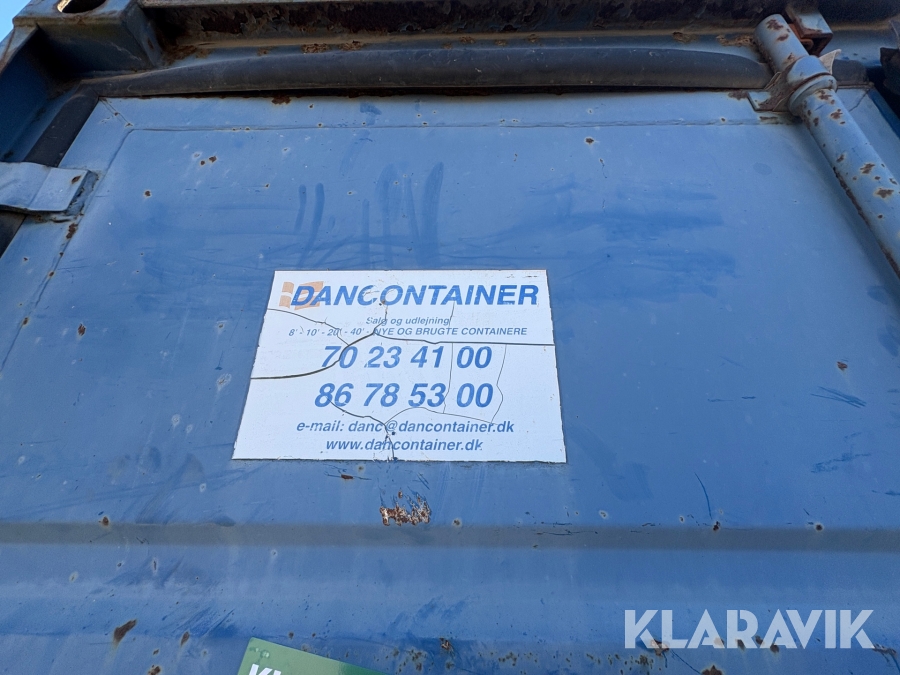 DANCONTAINER
Salg og udlejning
8' - 10' - 20' - 40' - NYE OG BRUGTE CONTAINERE
70 23 41 00
86 78 53 00
e-mail: danc@dancontainer.dk
www.dancontainer.dk
KLARAVIK